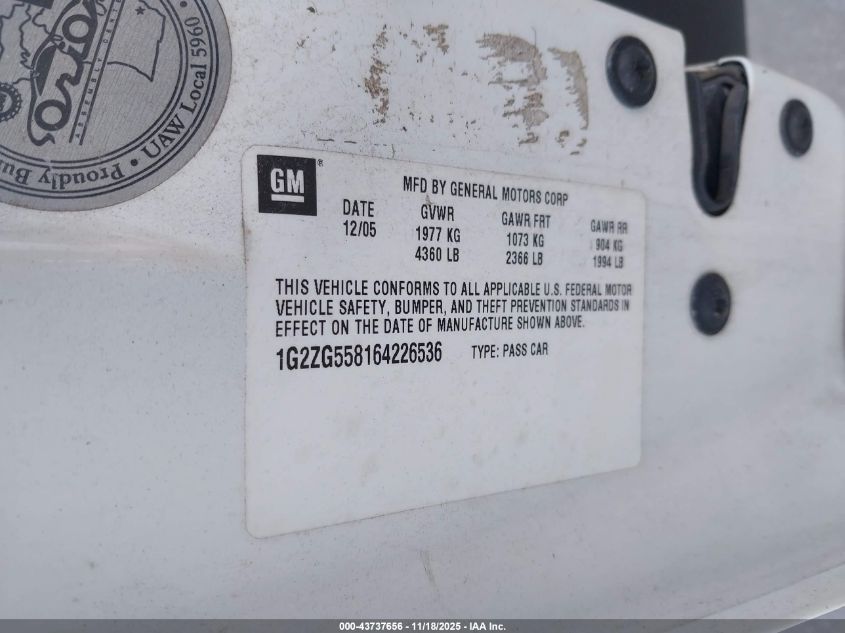 Orion
ASSEMBLY
Proudly Bui
UAW Local 5960 •
GM®
MFD BY GENERAL MOTORS CORP
DATE GVWR GAWR FRT GAWR RR
12/05 1977 KG 1073 KG 904 KG
4360 LB 2366 LB 1994 LB
THIS VEHICLE CONFORMS TO ALL APPLICABLE U.S. FEDERAL MOTOR
VEHICLE SAFETY, BUMPER, AND THEFT PREVENTION STANDARDS IN
EFFECT ON THE DATE OF MANUFACTURE SHOWN ABOVE.
1G2ZG558164226536 TYPE: PASS CAR
000-43737656 - 11/18/2025 - IAA Inc.